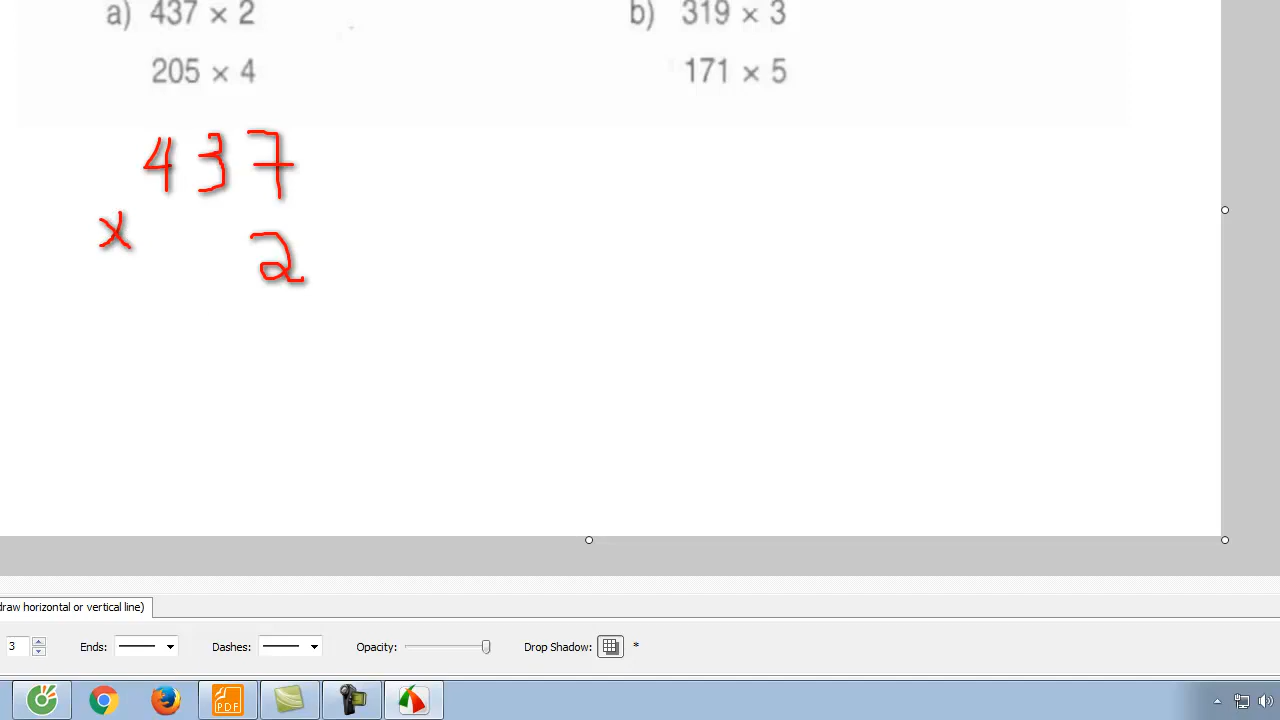 a) 437 × 2
b) 319 × 3
205 × 4
171 × 5
437
x 2
draw horizontal or vertical line)
3 Ends: Dashes: Opacity: Drop Shadow: *
PDF